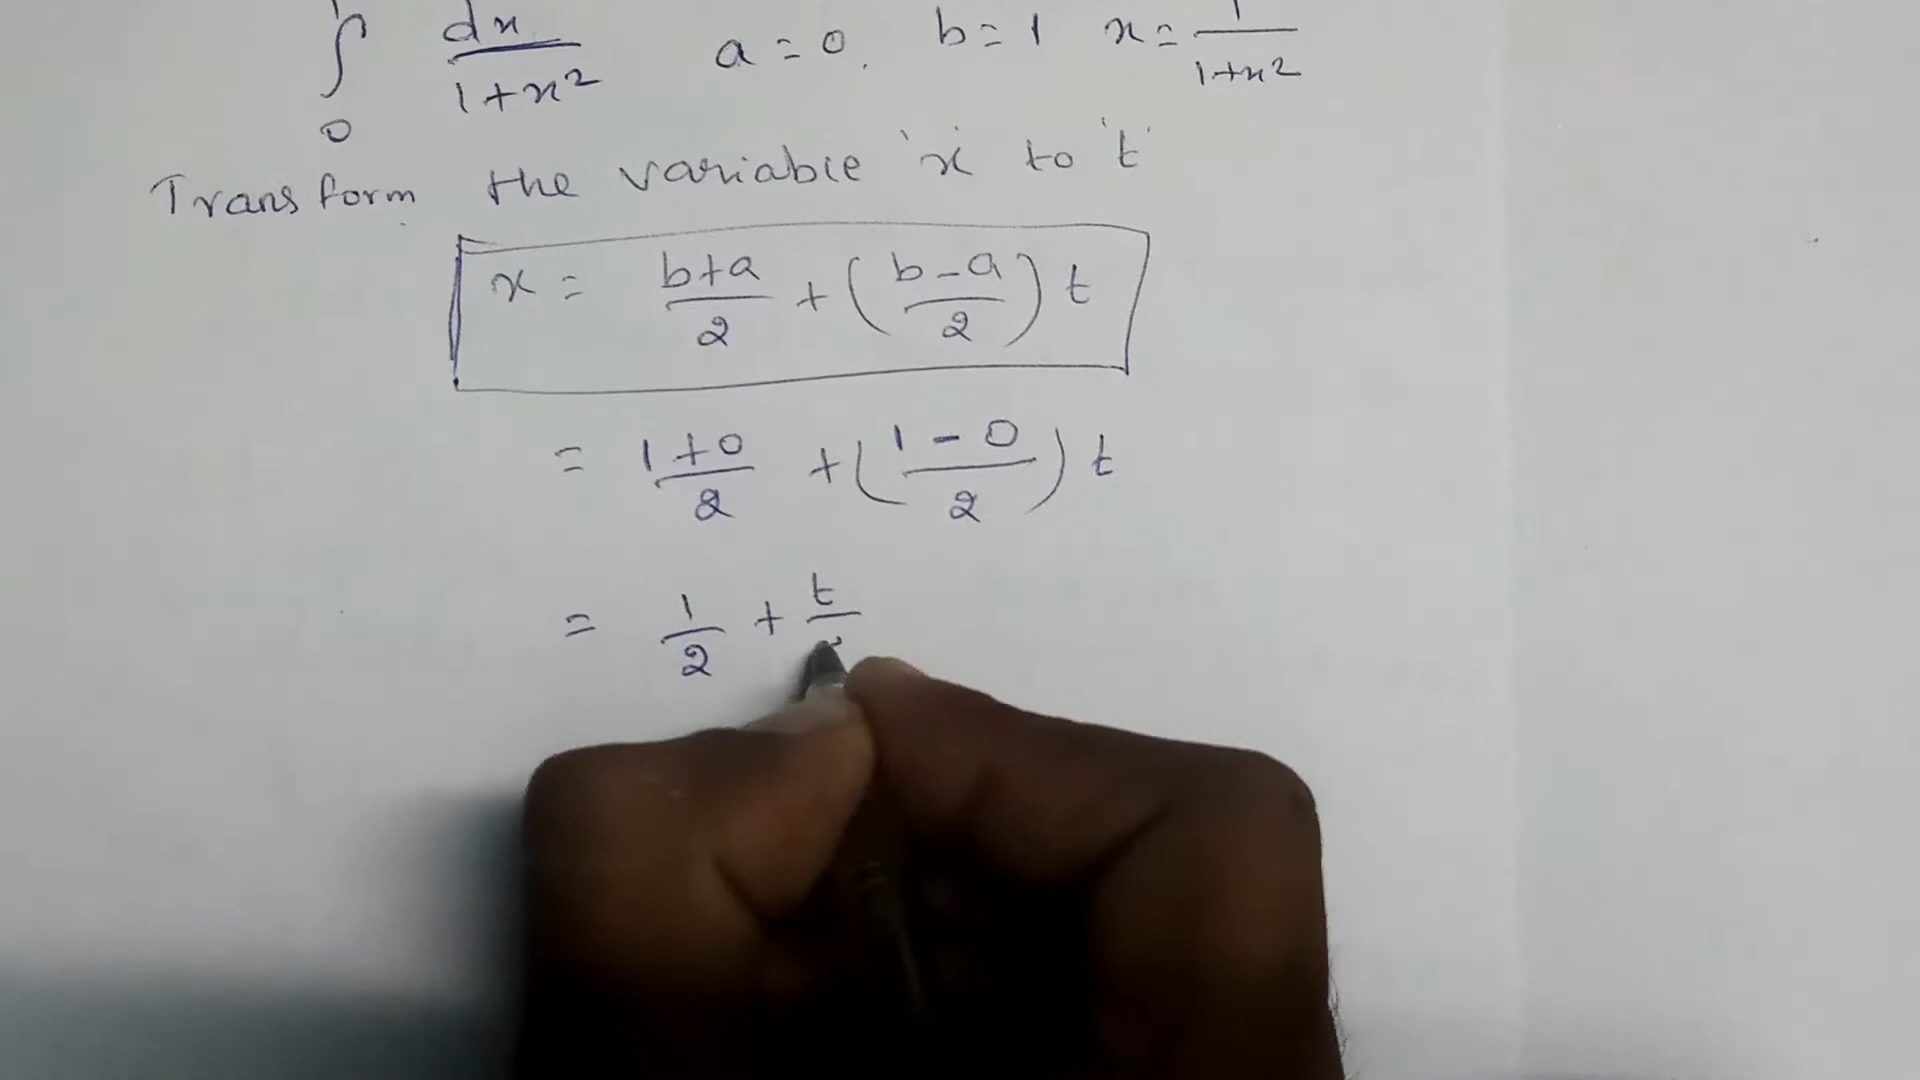 ∫₀¹ dx/(1+x²) a=0. b=1 x=1/(1+x²)
Transform the variable 'x' to 't'
x = (b+a)/2 + ((b-a)/2) t
= (1+0)/2 + ((1-0)/2) t
= 1/2 + t/